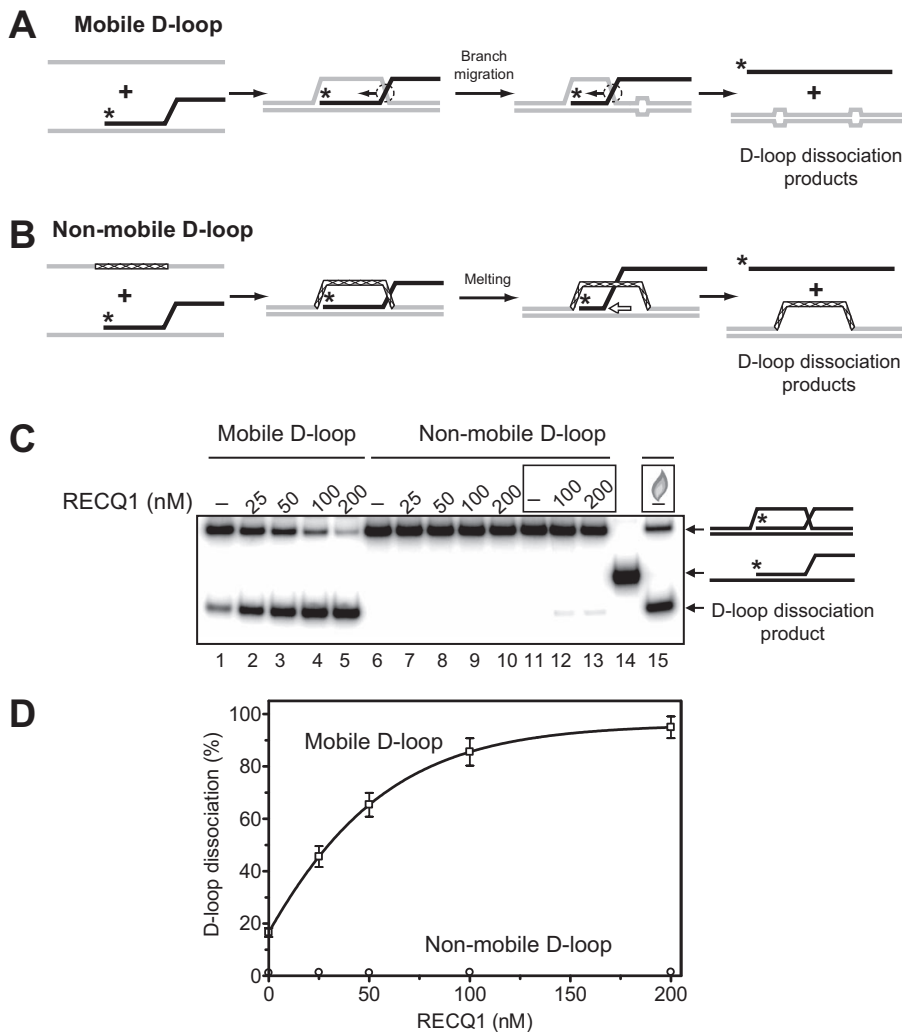 A
Mobile D-loop
+
*
*
Branch
migration
*
*
+
D-loop dissociation
products
B
Non-mobile D-loop
+
*
*
Melting
*
*
+
D-loop dissociation
products
C
Mobile D-loop Non-mobile D-loop
RECQ1 (nM) – 25 50 100 200 – 25 50 100 200 – 100 200 –
*
*
D-loop dissociation
product
1 2 3 4 5 6 7 8 9 10 11 12 13 14 15
D
100
80
60
40
20
0
D-loop dissociation (%)
Mobile D-loop
Non-mobile D-loop
0 50 100 150 200
RECQ1 (nM)